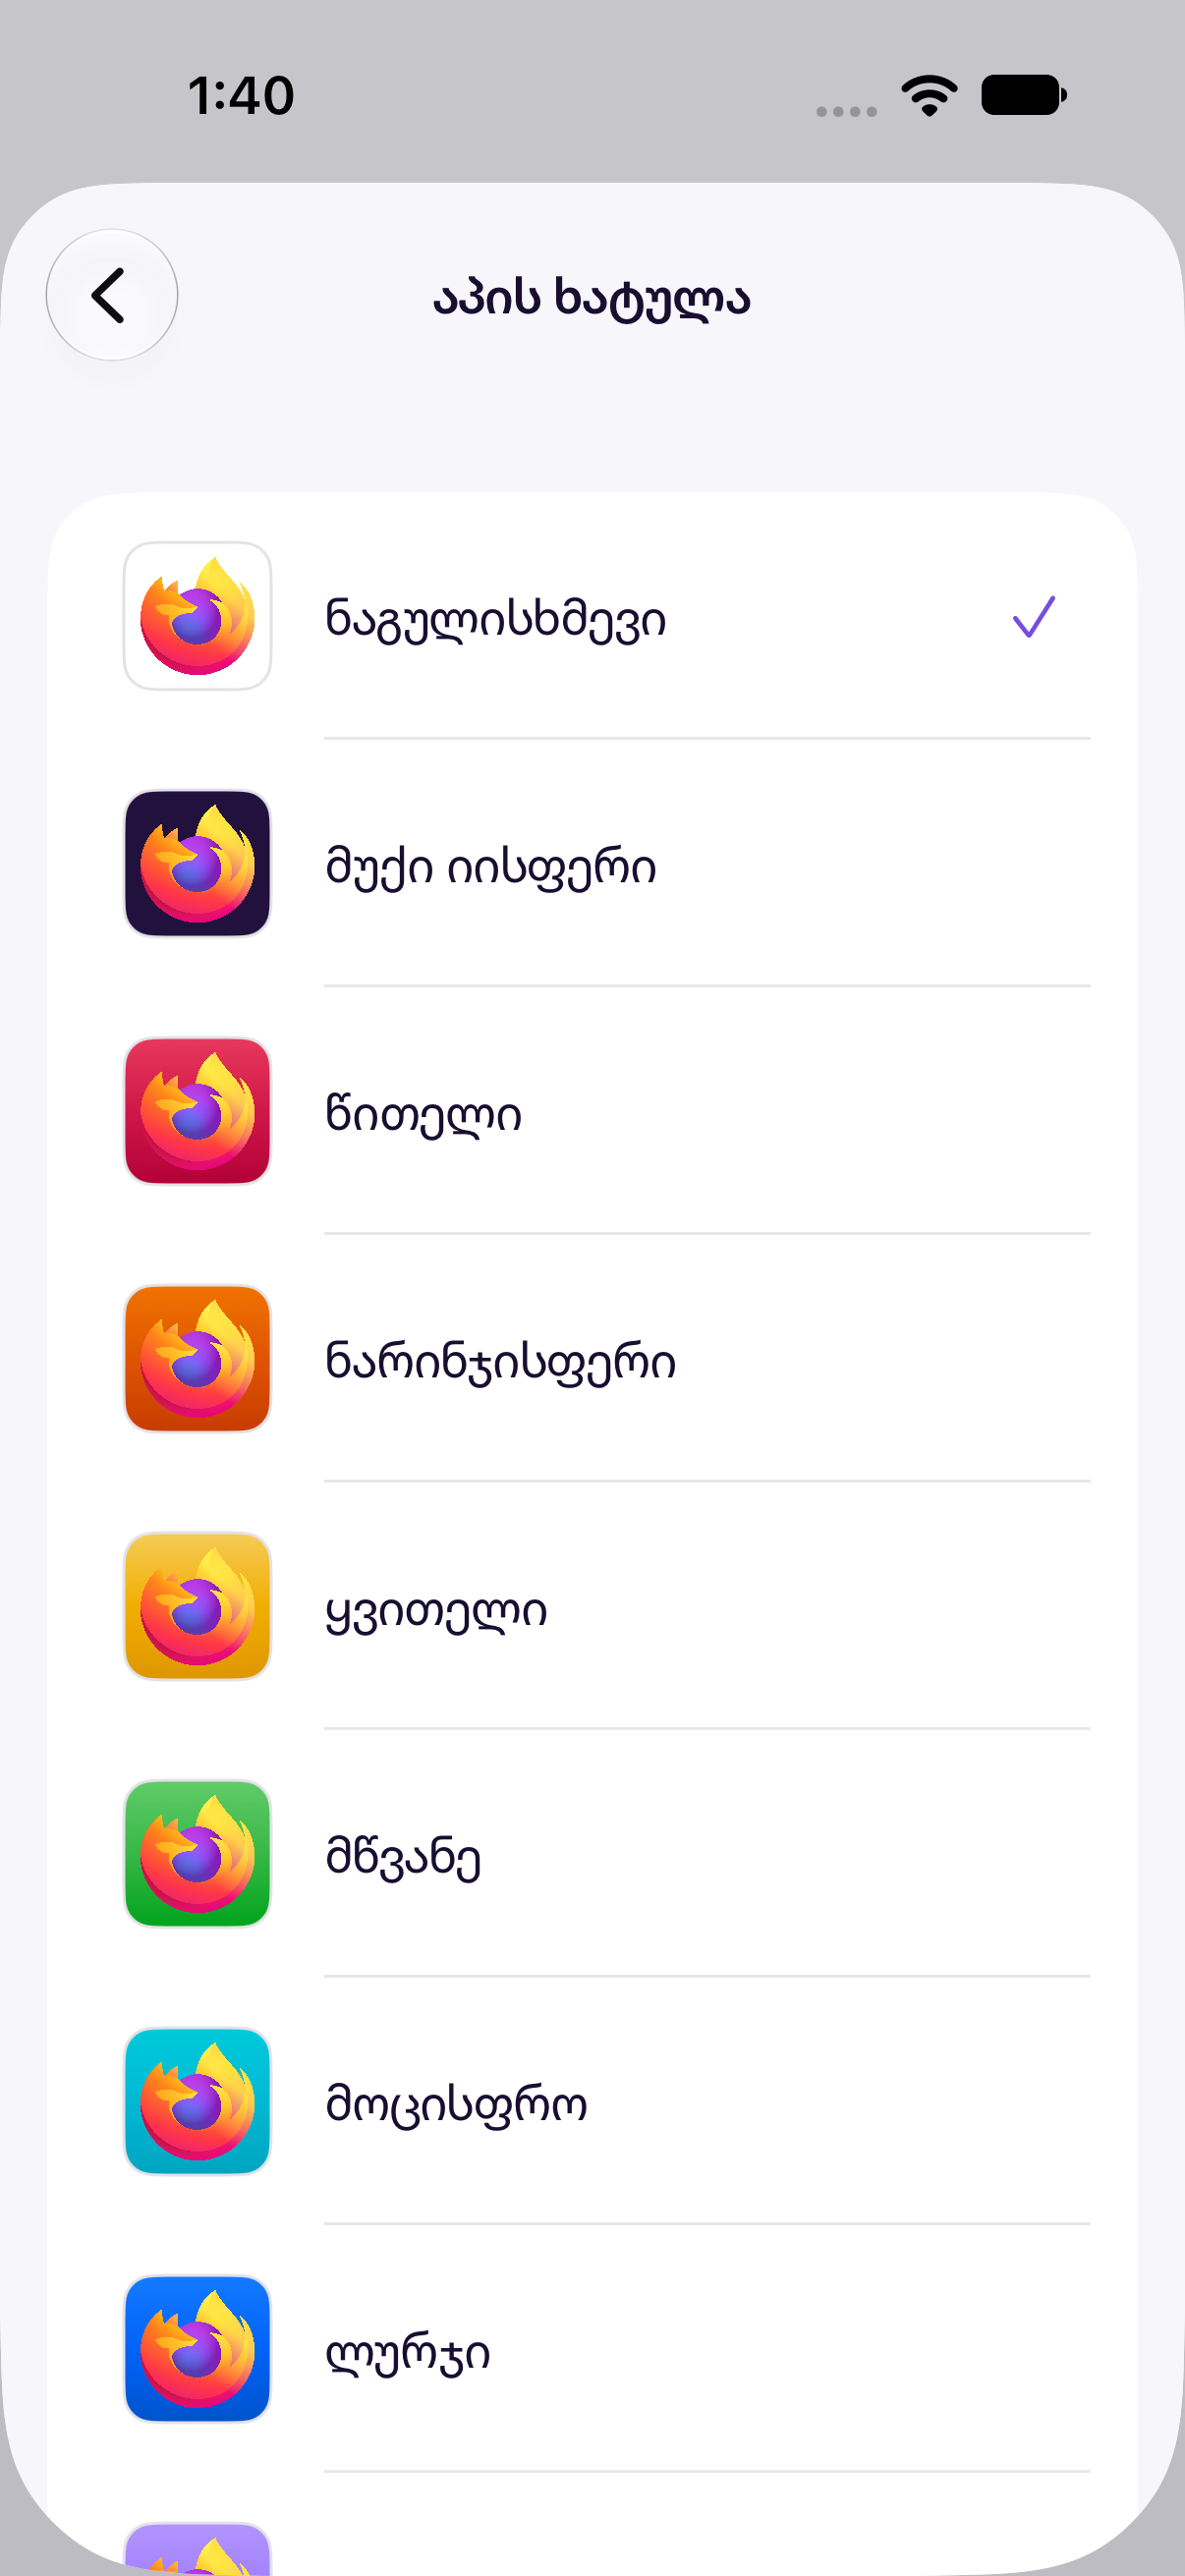 1:40
აპის ხატულა
ნაგულისხმევი
მუქი იისფერი
წითელი
ნარინჯისფერი
ყვითელი
მწვანე
მოცისფრო
ლურჯი